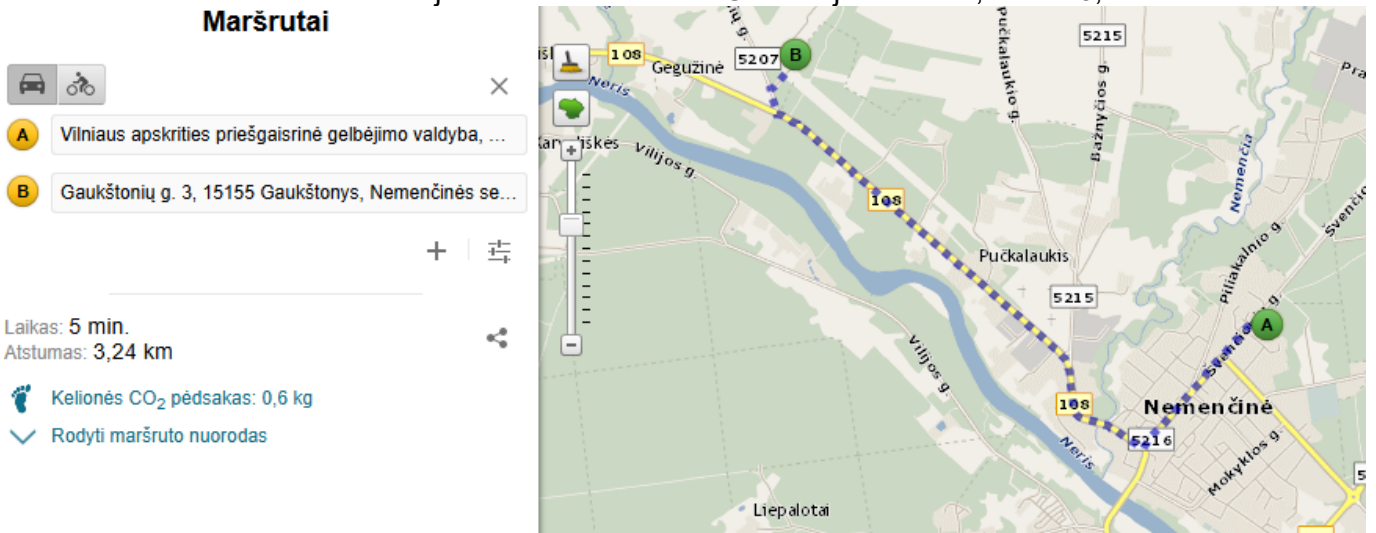 Maršrutai
A Vilniaus apskrities priešgaisrinė gelbėjimo valdyba, ...
B Gaukštonių g. 3, 15155 Gaukštonys, Nemenčinės se...
Laikas: 5 min.
Atstumas: 3,24 km
Kelionės CO2 pėdsakas: 0,6 kg
Rodyti maršruto nuorodas
108
Gegužinė
5207
B
5215
Neris
Vilijos g.
pučkalaukio g.
Bažnyčios g.
Nemenčia
108
Pučkalaukis
5215
Piliakalnio g.
A
Vilijos g.
108
Nemenčinė
5216
Neris
Mokyklos g.
Liepalotai